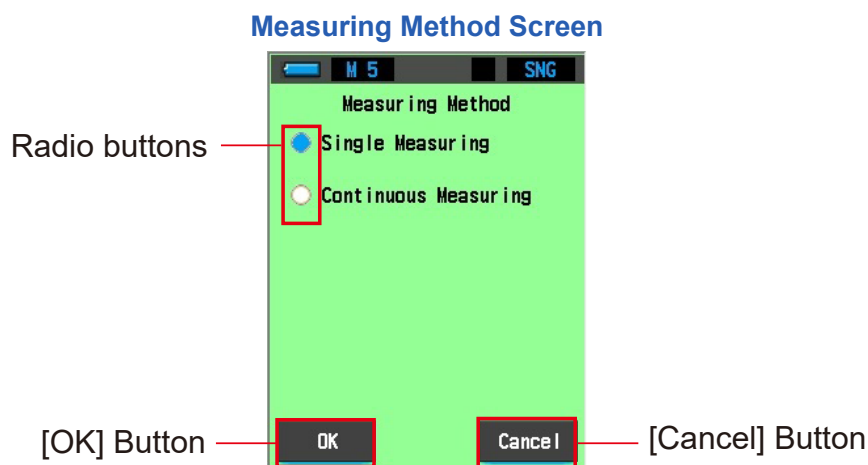 Measuring Method Screen
M 5 SNG
Measuring Method
Radio buttons
Single Measuring
Continuous Measuring
[OK] Button
OK
Cancel
[Cancel] Button